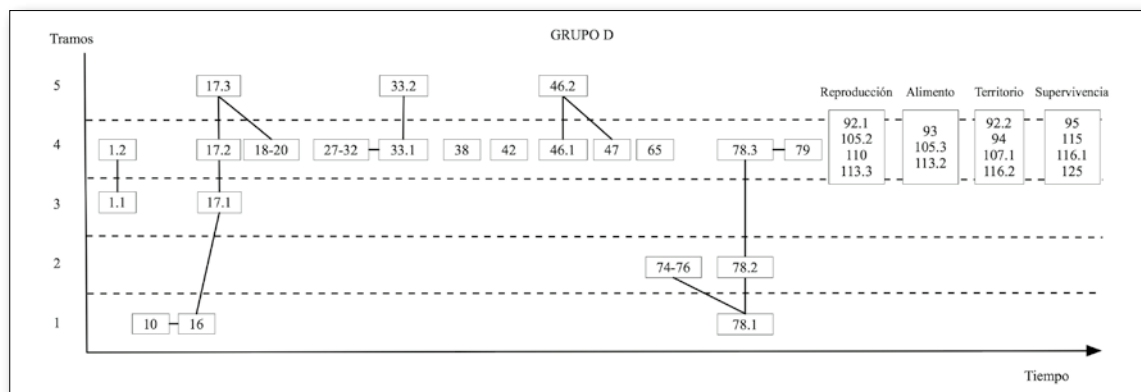 GRUPO D
Tramos
5 17.3 33.2 46.2
Reproducción Alimento Territorio Supervivencia
4 1.2 17.2 18-20 27-32 33.1 38 42 46.1 47 65 78.3 79
92.1
105.2
110
113.3
93
105.3
113.2
92.2
94
107.1
116.2
95
115
116.1
125
3 1.1 17.1
2 74-76 78.2
1 10 16 78.1
Tiempo